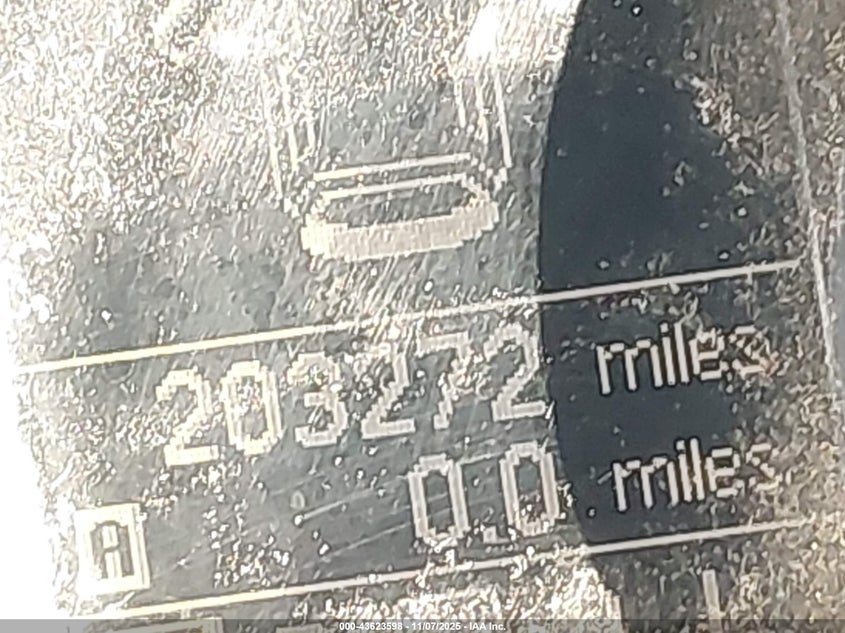 203272 miles
0.0 miles
A
000-43623598 - 11/07/2025 - IAA Inc.